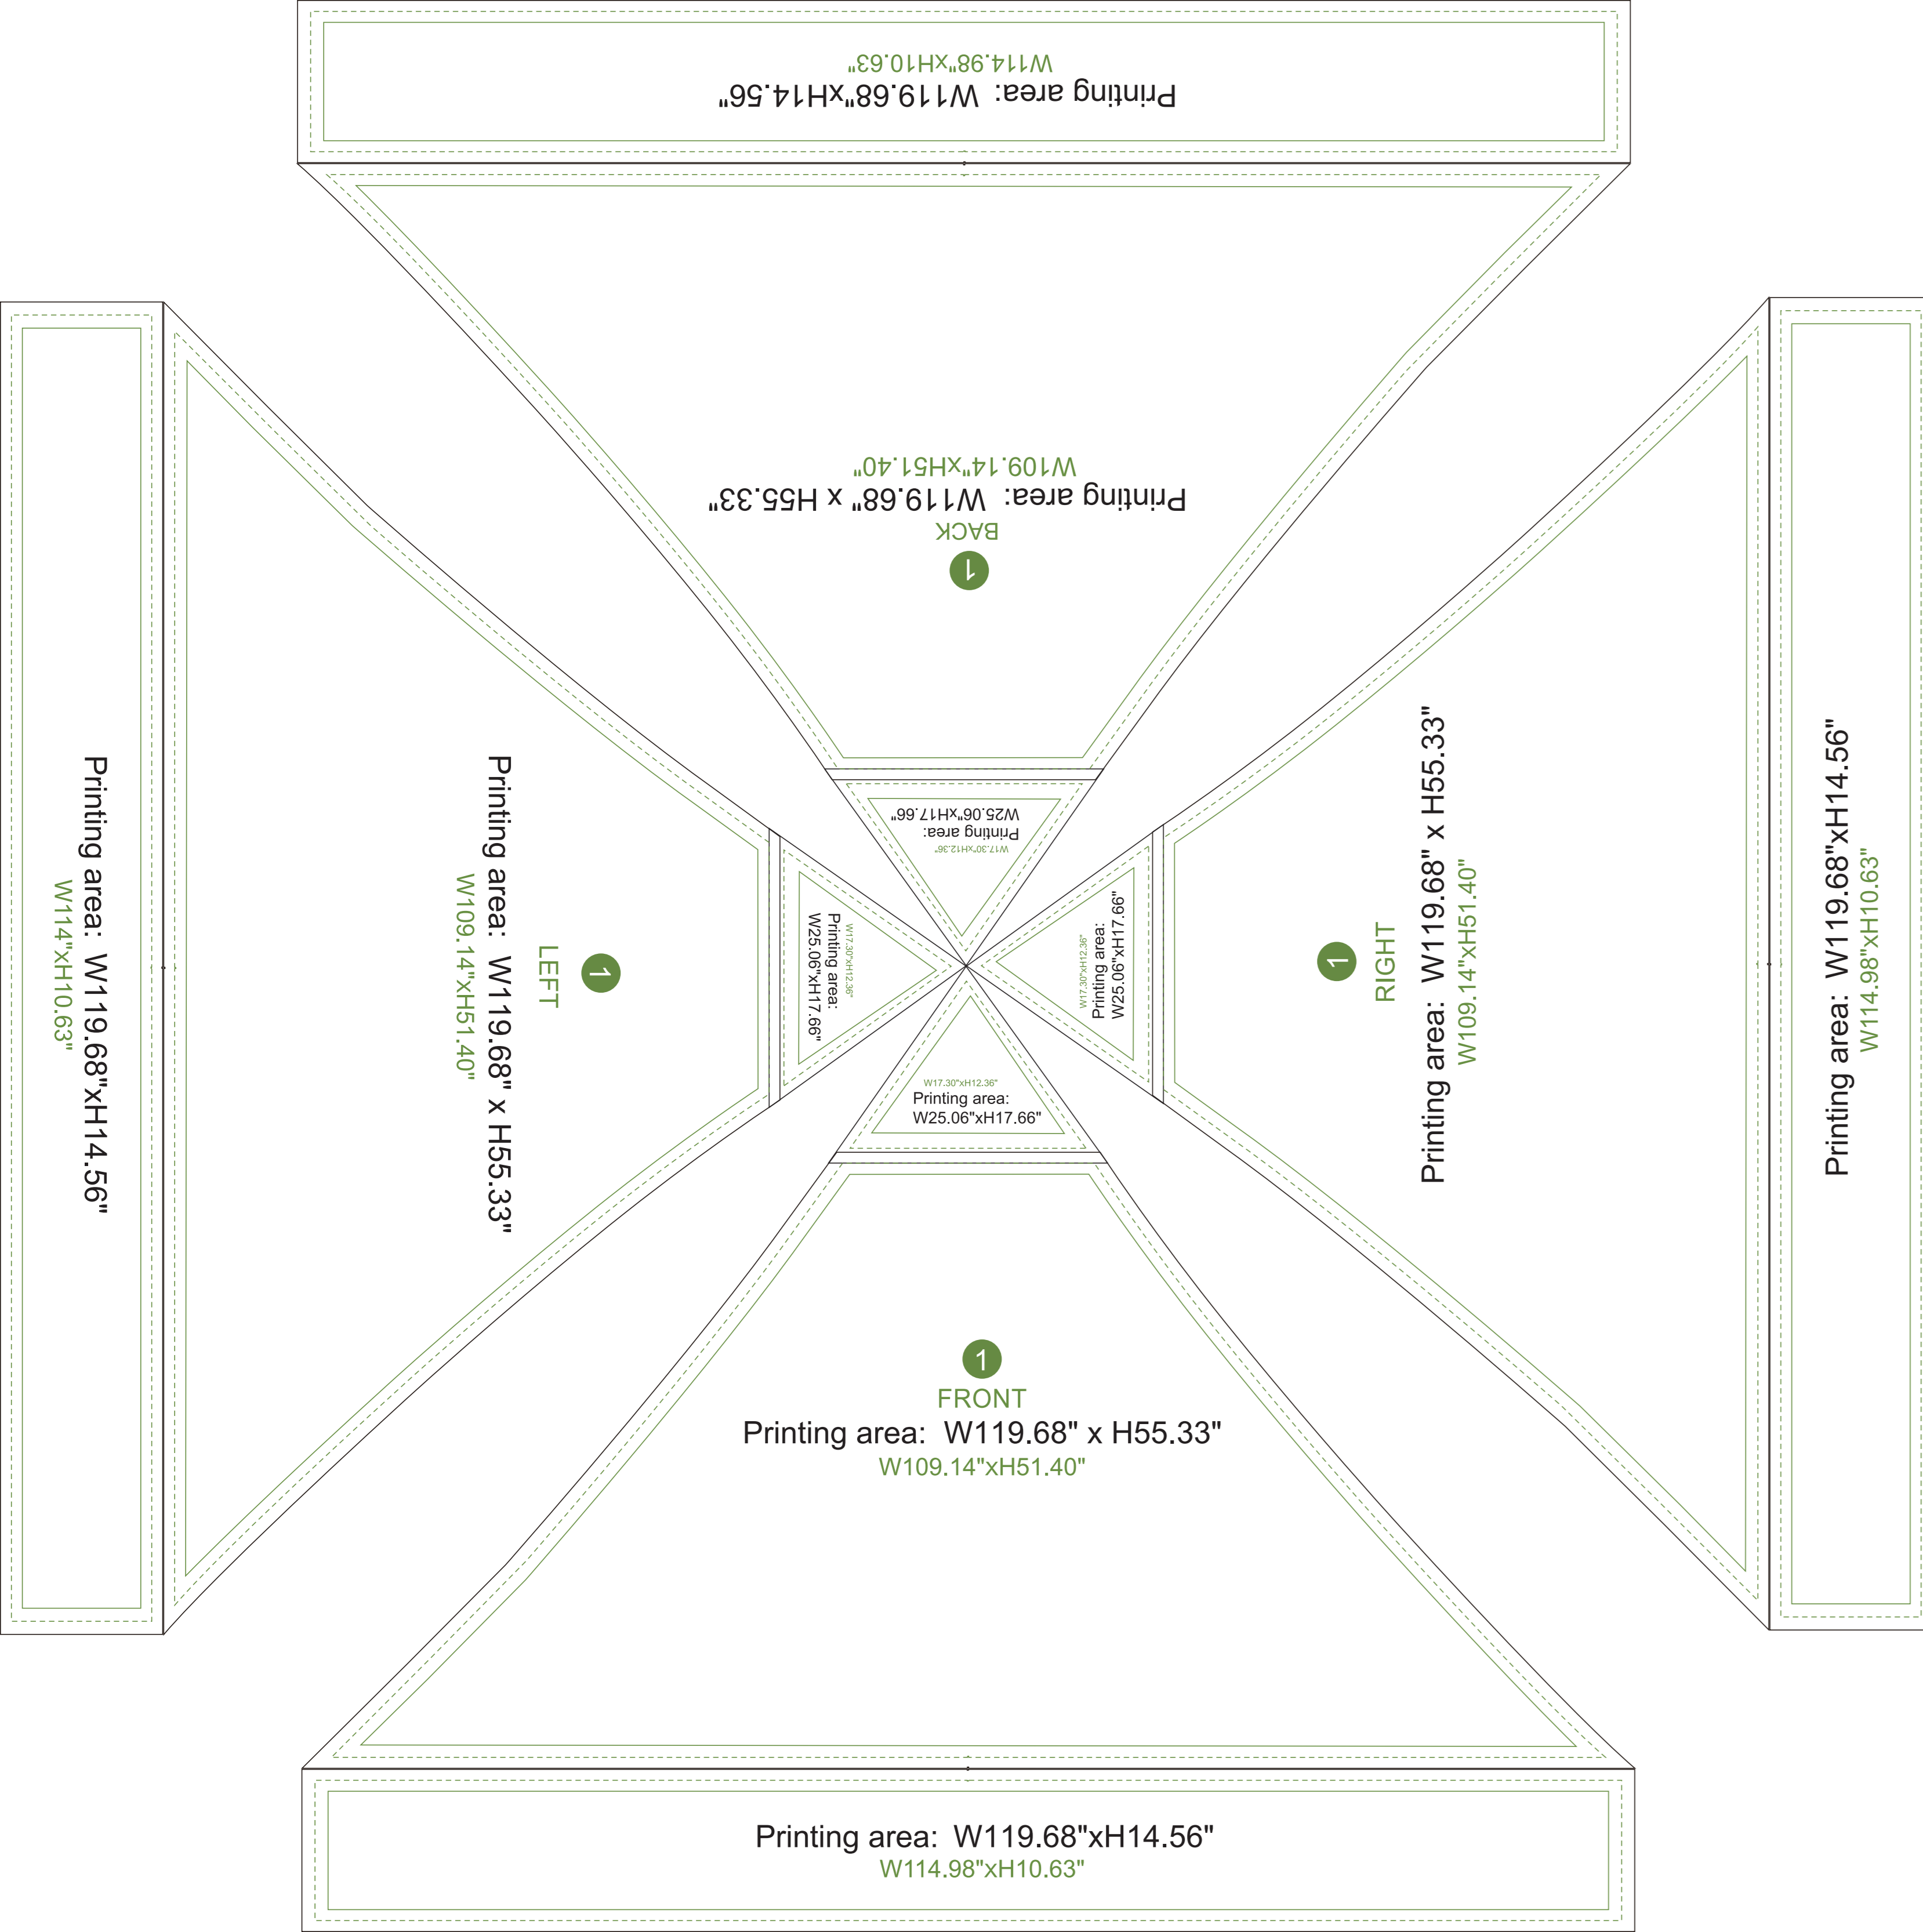 W114.98"xH10.63"
Printing area:  W119.68"xH14.56"
W109.14"xH51.40"
Printing area:  W119.68" x H55.33"
BACK
1
W25.06"xH17.66"
Printing area:
W17.30"xH12.36"
Printing area:  W119.68"xH14.56"
W114"xH10.63"
Printing area:  W119.68" x H55.33"
W109.14"xH51.40"
LEFT
1
W17.30"xH12.36"
Printing area:
W25.06"xH17.66"
W17.30"xH12.36"
Printing area:
W25.06"xH17.66"
1
RIGHT
Printing area:  W119.68" x H55.33"
W109.14"xH51.40"
Printing area:  W119.68"xH14.56"
W114.98"xH10.63"
W17.30"xH12.36"
Printing area:
W25.06"xH17.66"
1
FRONT
Printing area:  W119.68" x H55.33"
W109.14"xH51.40"
Printing area:  W119.68"xH14.56"
W114.98"xH10.63"